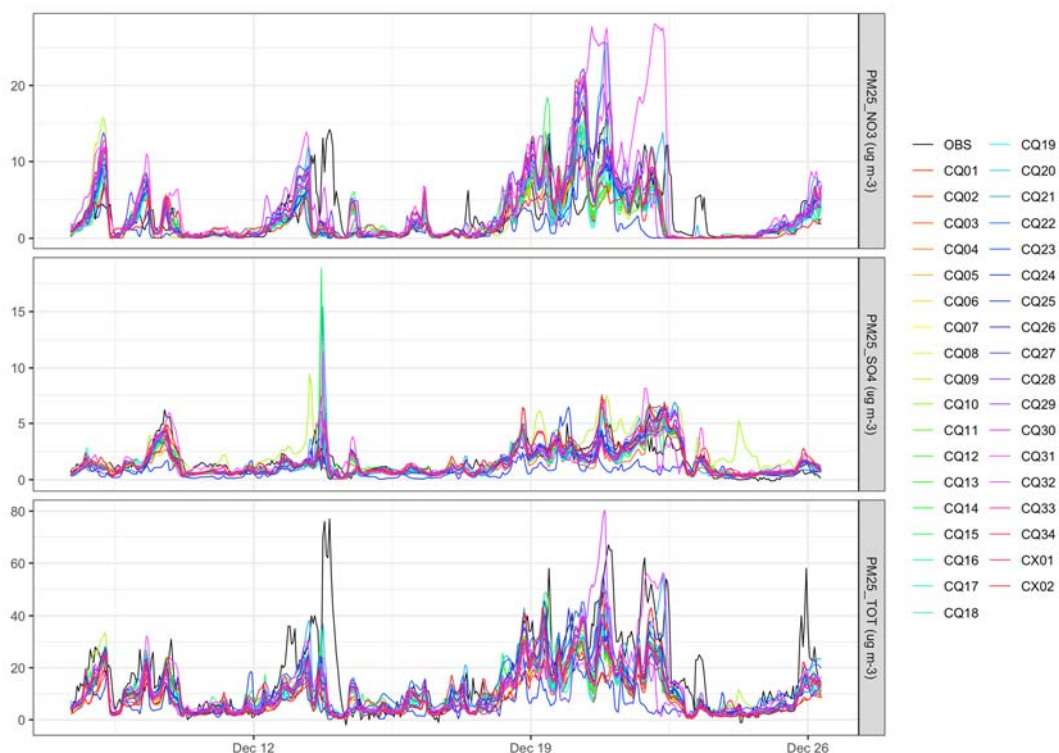 20
10
0
PM25_NO3 (ug m-3)
15
10
5
0
PM25_SO4 (ug m-3)
80
60
40
20
0
PM25_TOT (ug m-3)
Dec 12 Dec 19 Dec 26
OBS CQ19
CQ01 CQ20
CQ02 CQ21
CQ03 CQ22
CQ04 CQ23
CQ05 CQ24
CQ06 CQ25
CQ07 CQ26
CQ08 CQ27
CQ09 CQ28
CQ10 CQ29
CQ11 CQ30
CQ12 CQ31
CQ13 CQ32
CQ14 CQ33
CQ15 CQ34
CQ16 CX01
CQ17 CX02
CQ18